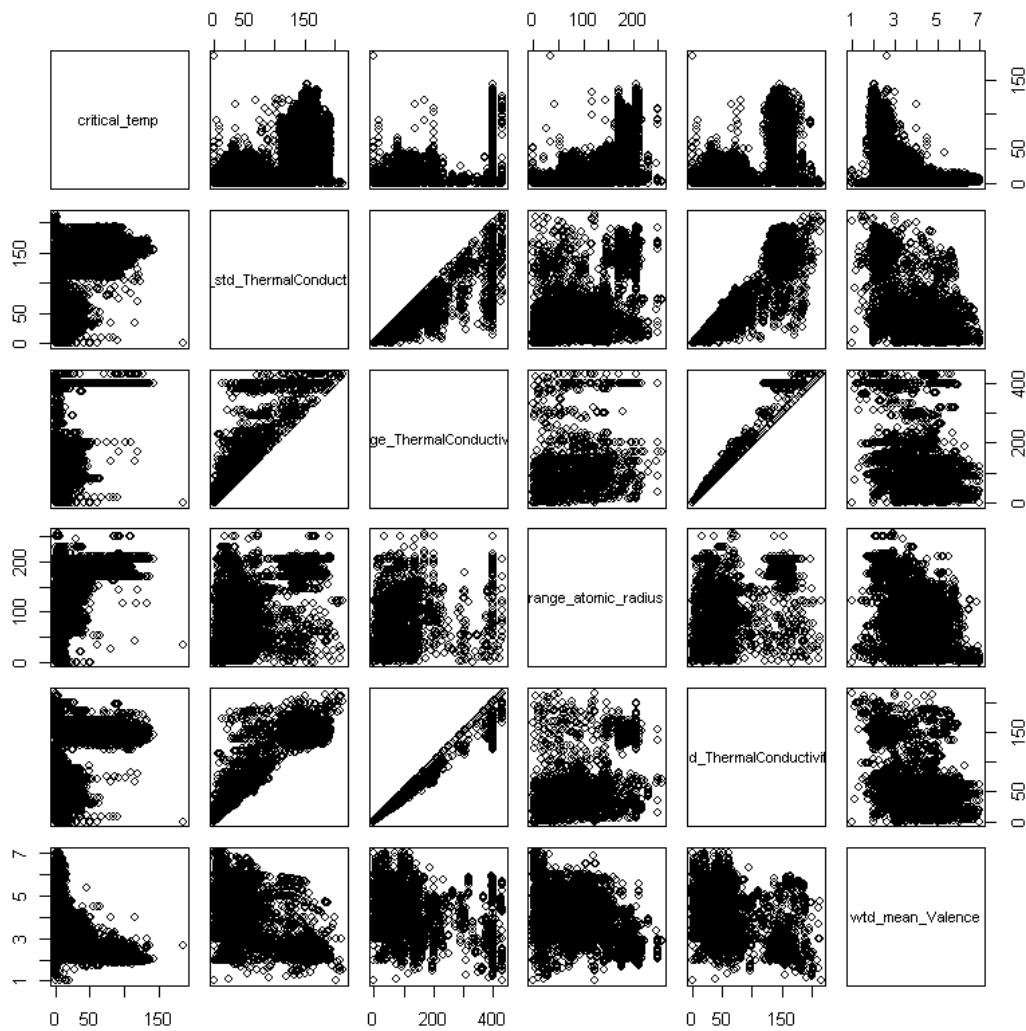 0 50 150
0 100 200
1 3 5 7
critical_temp
0 50 150
0 50 150
_std_ThermalConduct
ge_ThermalConductiv
0 200 400
0 100 200
range_atomic_radius
d_ThermalConductivit
0 50 150
1 3 5 7
wtd_mean_Valence
0 50 150
0 200 400
0 50 150